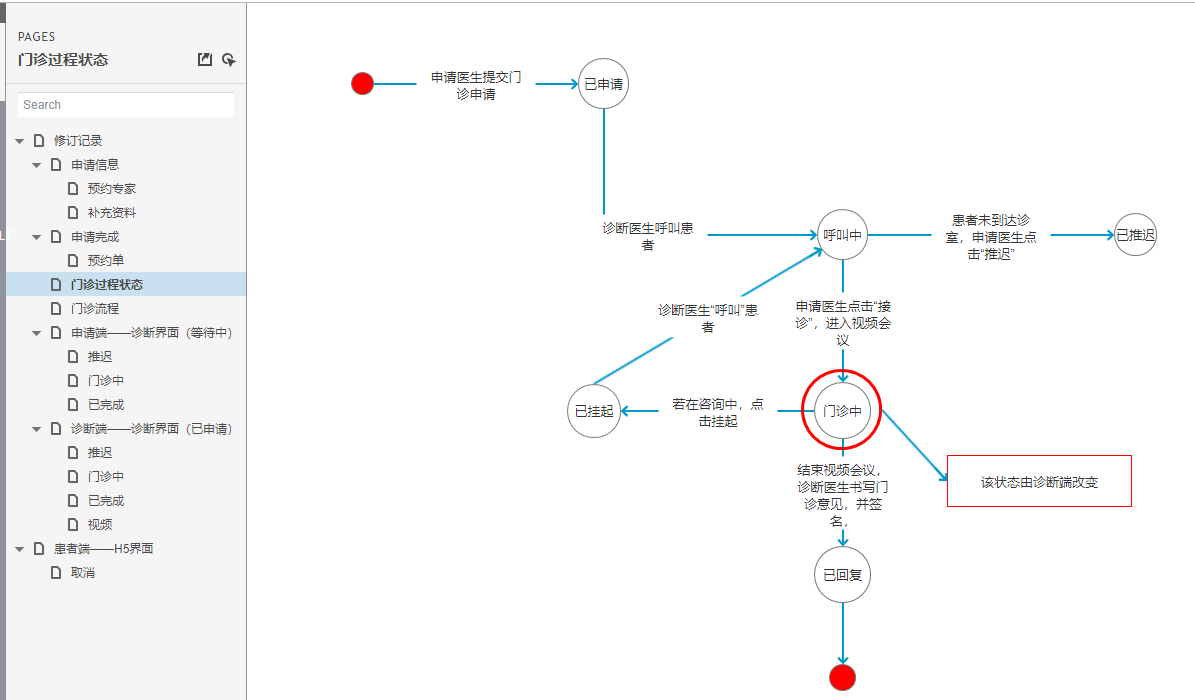 PAGES
门诊过程状态
Search
修订记录
申请信息
预约专家
补充资料
申请完成
预约单
门诊过程状态
门诊流程
申请端——诊断界面（等待中）
推迟
门诊中
已完成
诊断端——诊断界面（已申请）
推迟
门诊中
已完成
视频
患者端——H5界面
取消
申请医生提交门
诊申请
已申请
诊断医生呼叫患
者
呼叫中
患者未到达诊
室，申请医生点
击“推迟”
已推迟
诊断医生“呼叫”患
者
申请医生点击“接
诊”，进入视频会
议
已挂起
若在咨询中，点
击挂起
门诊中
结束视频会议，
诊断医生书写门
诊意见，并签
名，
该状态由诊断端改变
已回复